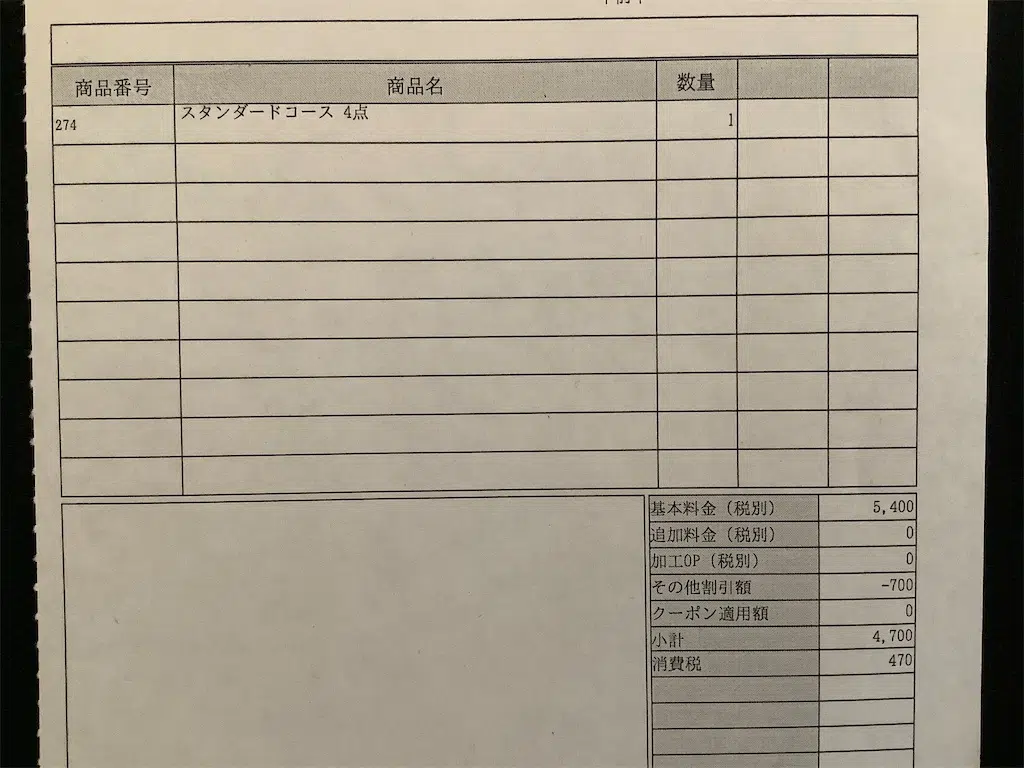 商品番号 商品名 数量
274 スタンダードコース 4点 1
基本料金（税別） 5,400
追加料金（税別） 0
加工OP（税別） 0
その他割引額 -700
クーポン適用額 0
小計 4,700
消費税 470